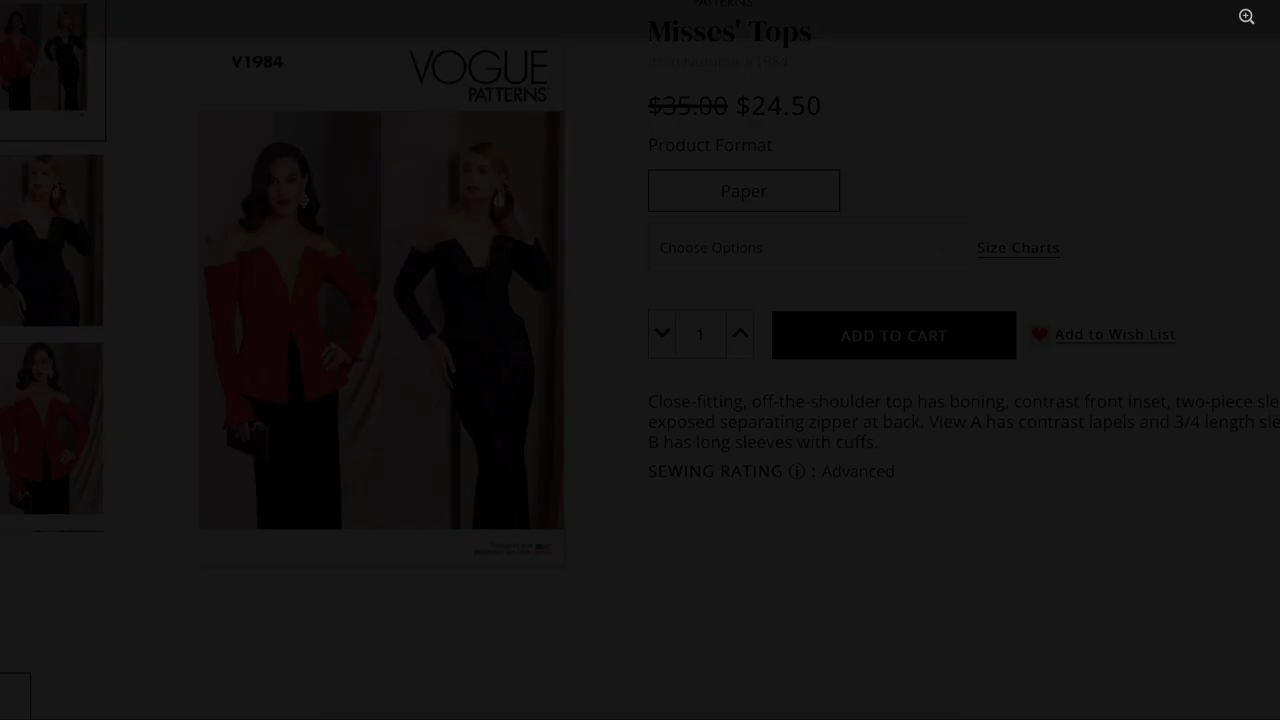 PATTERNS
Misses' Tops
Item Number V1984
V1984
VOGUE
PATTERNS
$35.00 $24.50
Product Format
Paper
Choose Options
Size Charts
1
ADD TO CART
Add to Wish List
Close-fitting, off-the-shoulder top has boning, contrast front inset, two-piece sle
exposed separating zipper at back. View A has contrast lapels and 3/4 length sle
B has long sleeves with cuffs.
SEWING RATING ⓘ : Advanced